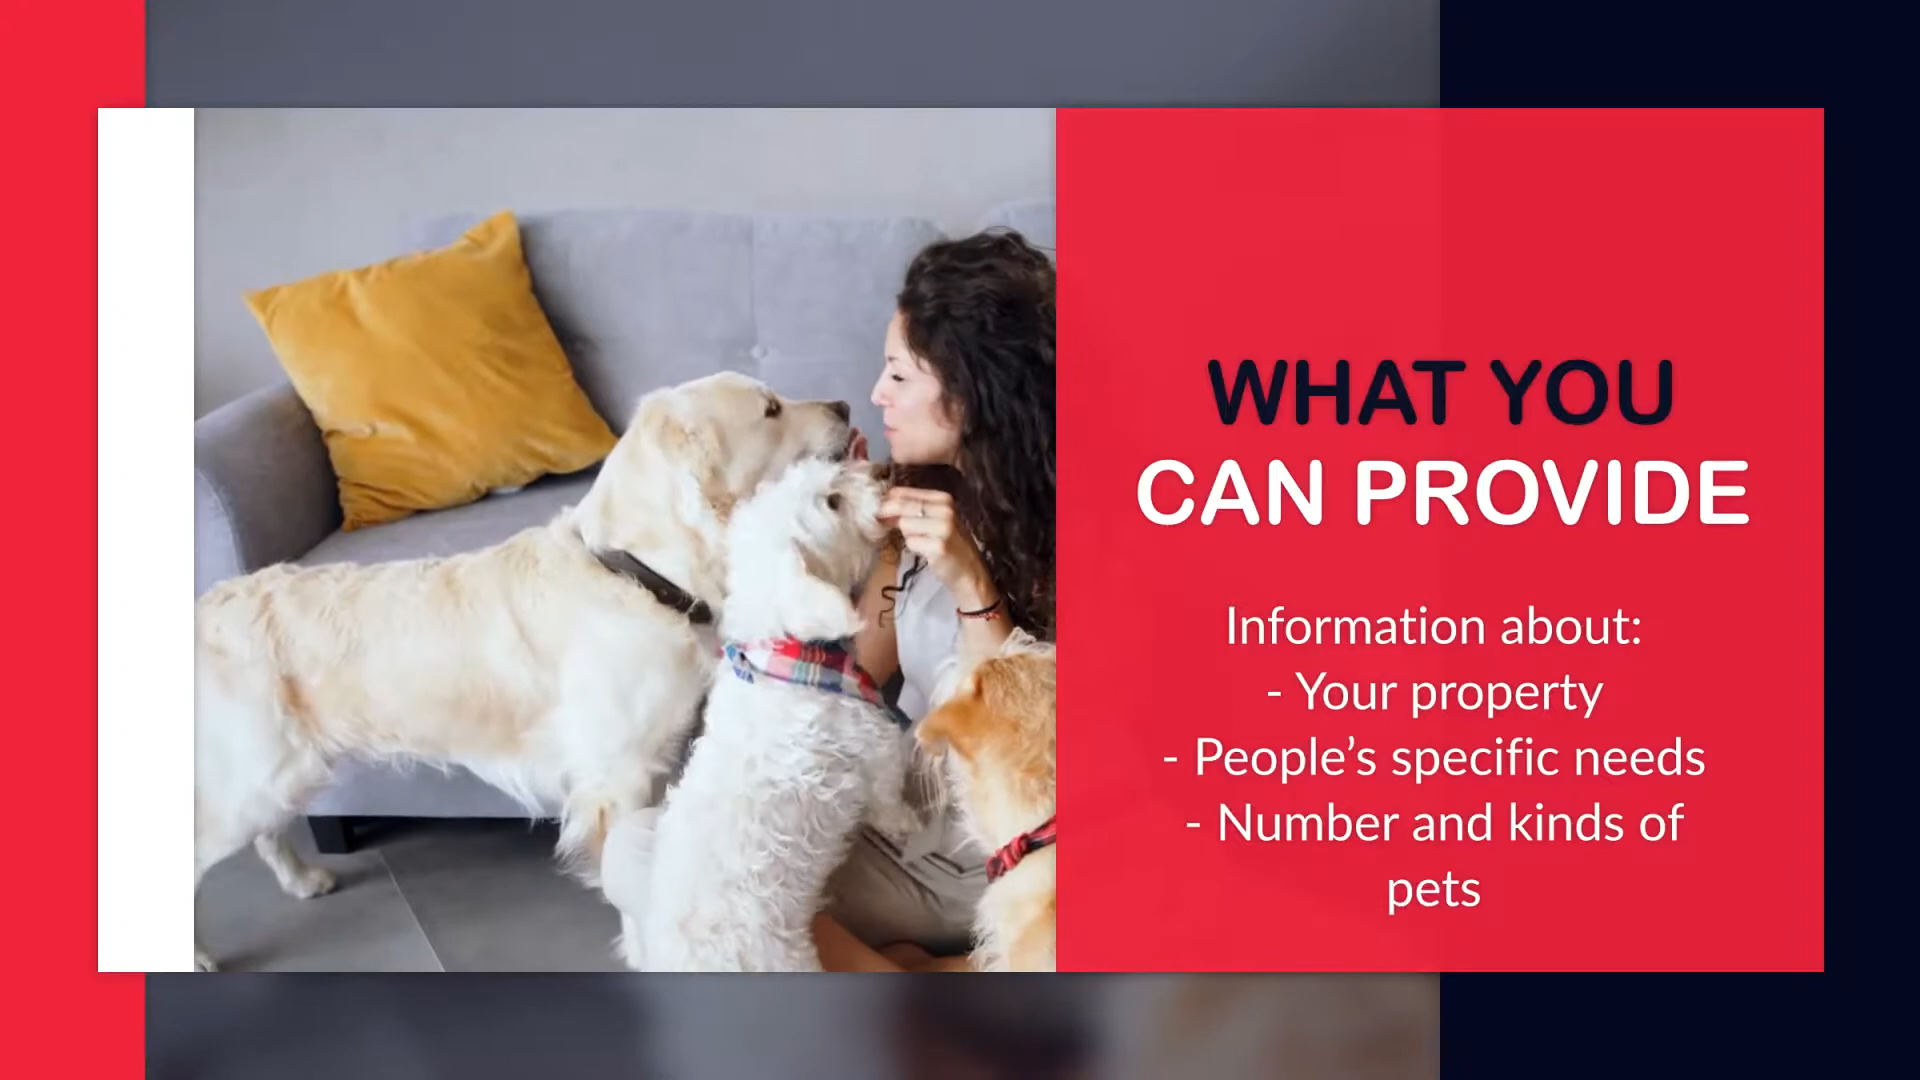 WHAT YOU
CAN PROVIDE
Information about:
- Your property
- People’s specific needs
- Number and kinds of
pets